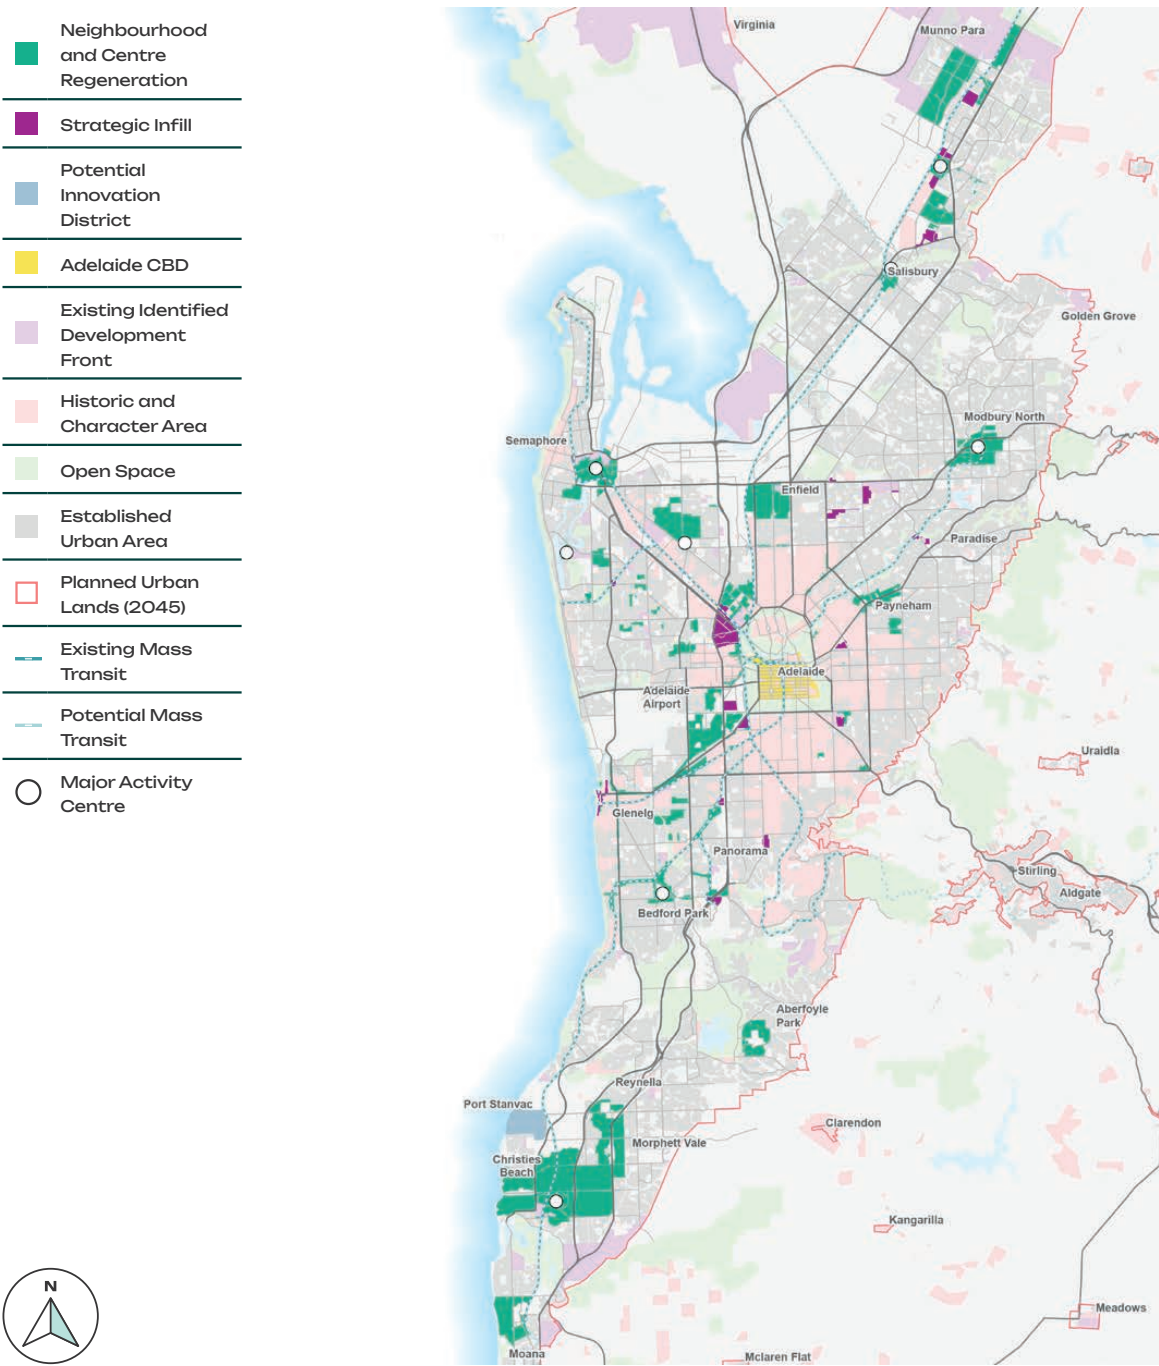 Neighbourhood
and Centre
Regeneration
Strategic Infill
Potential
Innovation
District
Adelaide CBD
Existing Identified
Development
Front
Historic and
Character Area
Open Space
Established
Urban Area
Planned Urban
Lands (2045)
Existing Mass
Transit
Potential Mass
Transit
Major Activity
Centre
N
Virginia
Munno Para
Salisbury
Golden Grove
Modbury North
Semaphore
Enfield
Paradise
Payneham
Adelaide
Adelaide
Airport
Uraidla
Glenelg
Panorama
Stirling
Aldgate
Bedford Park
Aberfoyle
Park
Reynella
Port Stanvac
Clarendon
Morphett Vale
Christies
Beach
Kangarilla
Meadows
Moana
Mclaren Flat